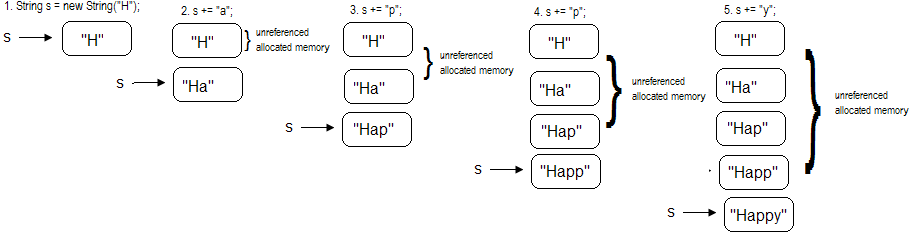 1. String s = new String("H");
S
"H"
2. s += "a";
"H"
unreferenced
allocated memory
S
"Ha"
3. s += "p";
"H"
unreferenced
allocated memory
"Ha"
S
"Hap"
4. s += "p";
"H"
unreferenced
allocated memory
"Ha"
"Hap"
S
"Happ"
5. s += "y";
"H"
"Ha"
unreferenced
allocated memory
"Hap"
"Happ"
S
"Happy"